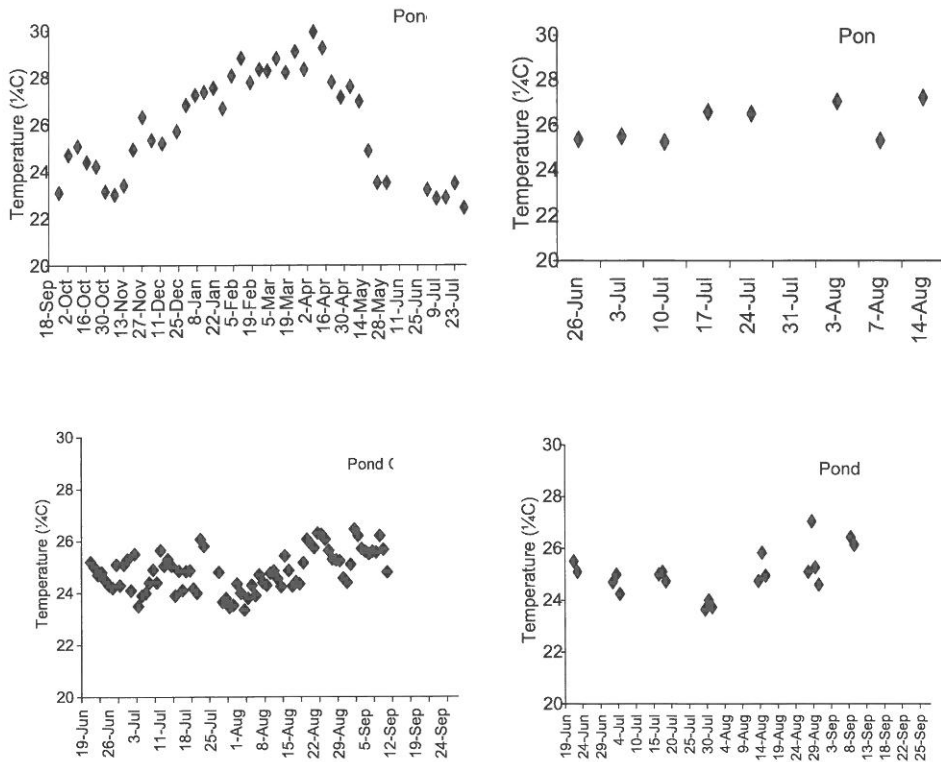 Pon
Temperature (¼C)
30
28
26
24
22
20
18-Sep
2-Oct
16-Oct
30-Oct
13-Nov
27-Nov
11-Dec
25-Dec
8-Jan
22-Jan
5-Feb
19-Feb
5-Mar
19-Mar
2-Apr
16-Apr
30-Apr
14-May
28-May
11-Jun
25-Jun
9-Jul
23-Jul
Pon
Temperature (¼C)
30
28
26
24
22
20
26-Jun
3-Jul
10-Jul
17-Jul
24-Jul
31-Jul
3-Aug
7-Aug
14-Aug
Pond
Temperature (¼C)
30
28
26
24
22
20
19-Jun
26-Jun
3-Jul
11-Jul
18-Jul
25-Jul
1-Aug
8-Aug
15-Aug
22-Aug
29-Aug
5-Sep
12-Sep
24-Sep
Pond
Temperature (¼C)
30
28
26
24
22
20
19-Jun
24-Jun
29-Jun
4-Jul
10-Jul
15-Jul
20-Jul
30-Jul
4-Aug
9-Aug
14-Aug
19-Aug
24-Aug
29-Aug
3-Sep
8-Sep
13-Sep
18-Sep
22-Sep
25-Sep